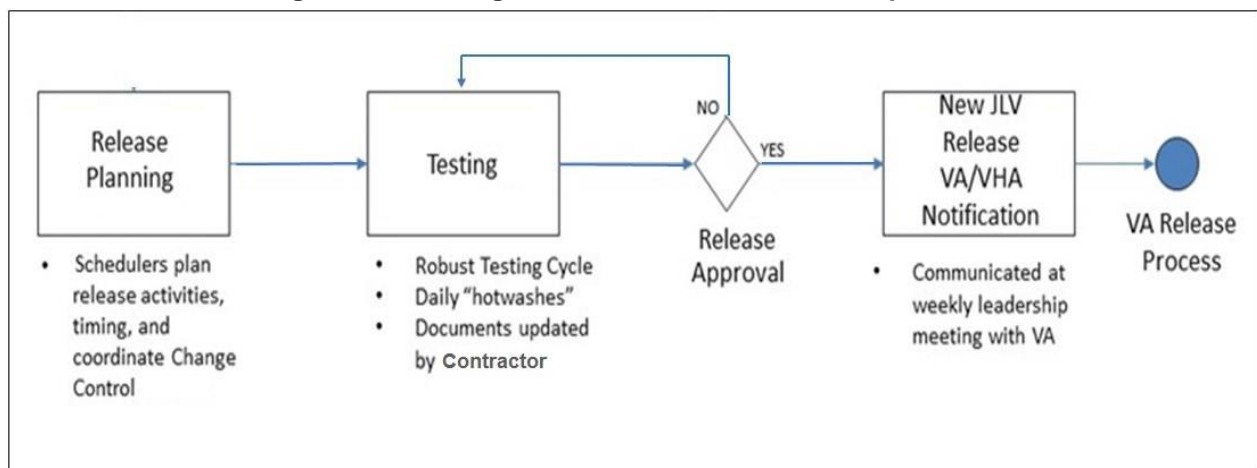 Release
Planning
• Schedulers plan
release activities,
timing, and
coordinate Change
Control
Testing
• Robust Testing Cycle
• Daily “hotwashes”
• Documents updated
by Contractor
NO
YES
Release
Approval
New JLV
Release
VA/VHA
Notification
• Communicated at
weekly leadership
meeting with VA
VA Release
Process